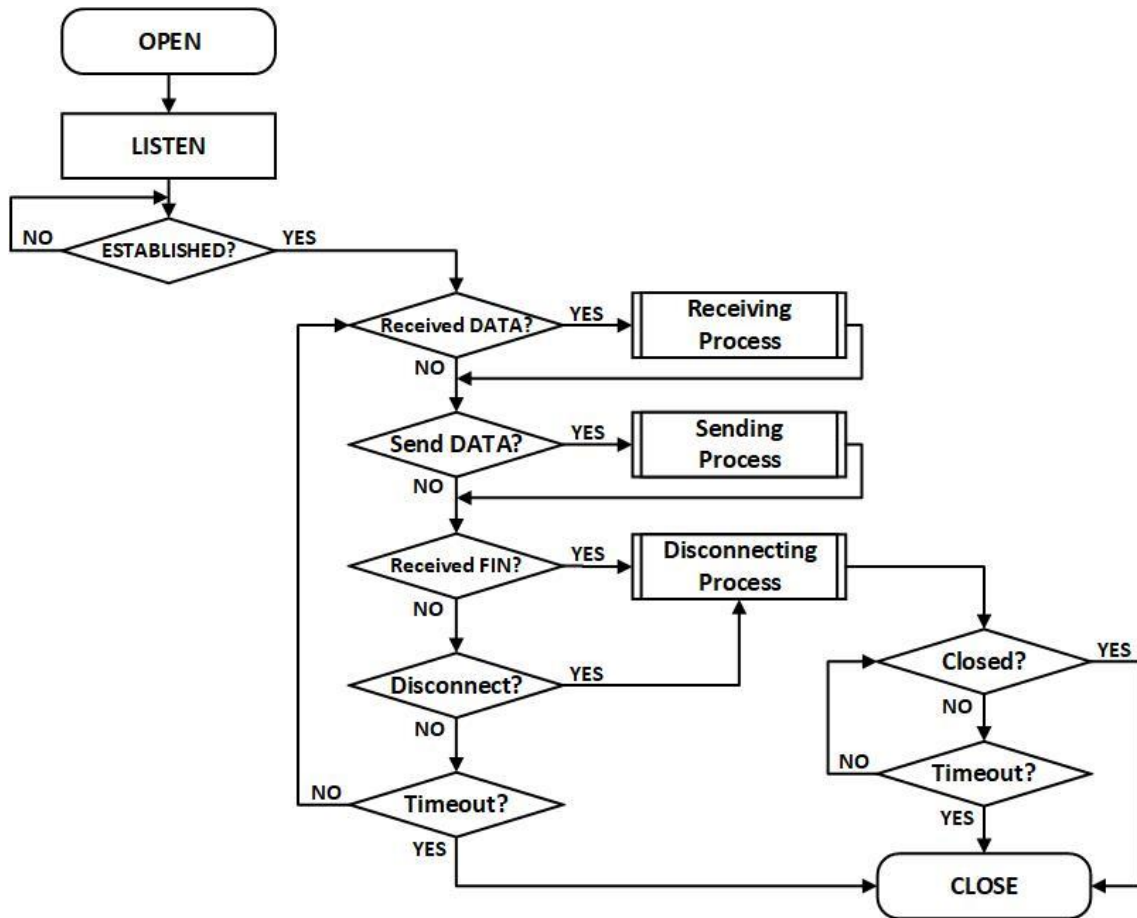 OPEN
LISTEN
NO
ESTABLISHED?
YES
Received DATA?
YES
Receiving
Process
NO
Send DATA?
YES
Sending
Process
NO
Received FIN?
YES
Disconnecting
Process
NO
Closed?
YES
Disconnect?
YES
NO
NO
NO
Timeout?
NO
Timeout?
YES
YES
CLOSE